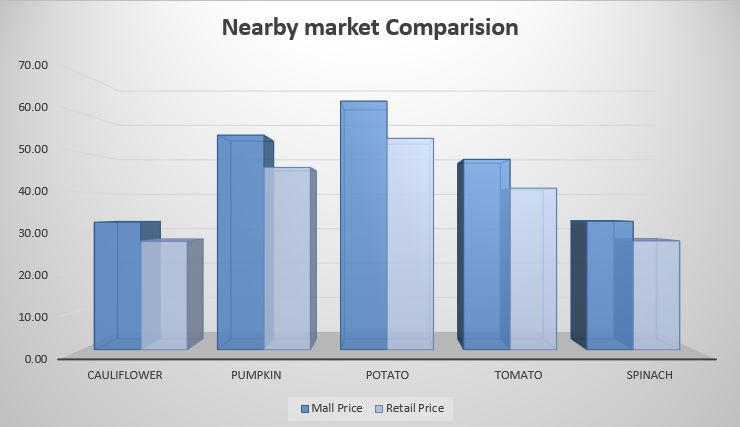 Nearby market Comparision
70.00
60.00
50.00
40.00
30.00
20.00
10.00
0.00
CAULIFLOWER PUMPKIN POTATO TOMATO SPINACH
Mall Price Retail Price